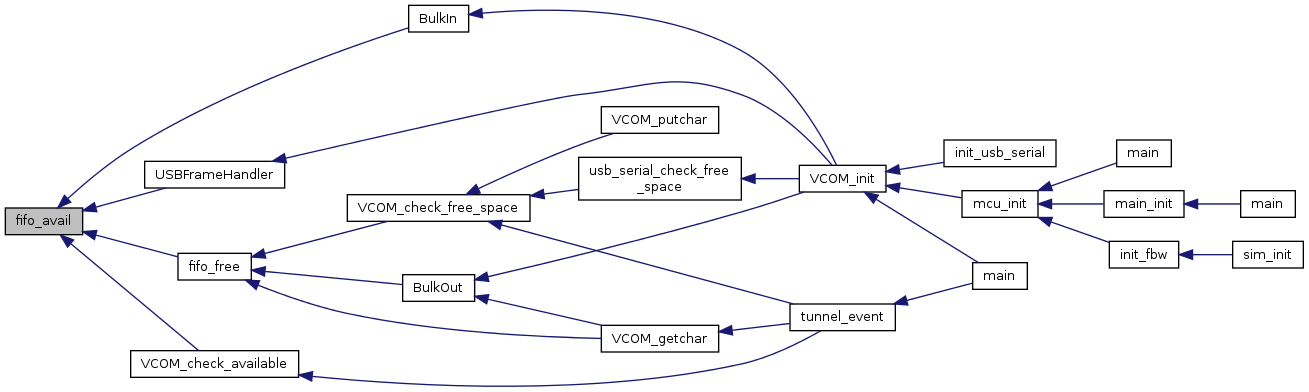 BulkIn
VCOM_putchar
init_usb_serial
main
USBFrameHandler
usb_serial_check_free
_space
VCOM_init
fifo_avail
VCOM_check_free_space
mcu_init
main_init
main
fifo_free
init_fbw
sim_init
BulkOut
main
tunnel_event
VCOM_getchar
VCOM_check_available